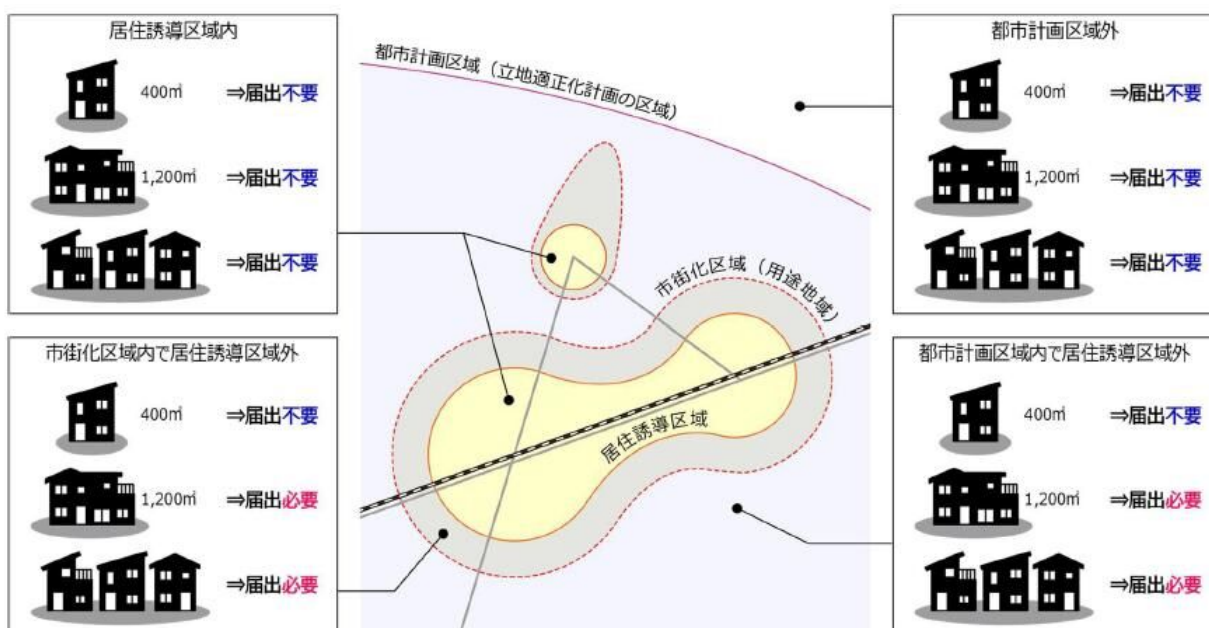 居住誘導区域内
400㎡ ⇒届出不要
1,200㎡ ⇒届出不要
⇒届出不要
市街化区域内で居住誘導区域外
400㎡ ⇒届出不要
1,200㎡ ⇒届出必要
⇒届出必要
都市計画区域（立地適正化計画の区域）
市街化区域（用途地域）
居住誘導区域
都市計画区域外
400㎡ ⇒届出不要
1,200㎡ ⇒届出不要
⇒届出不要
都市計画区域内で居住誘導区域外
400㎡ ⇒届出不要
1,200㎡ ⇒届出必要
⇒届出必要